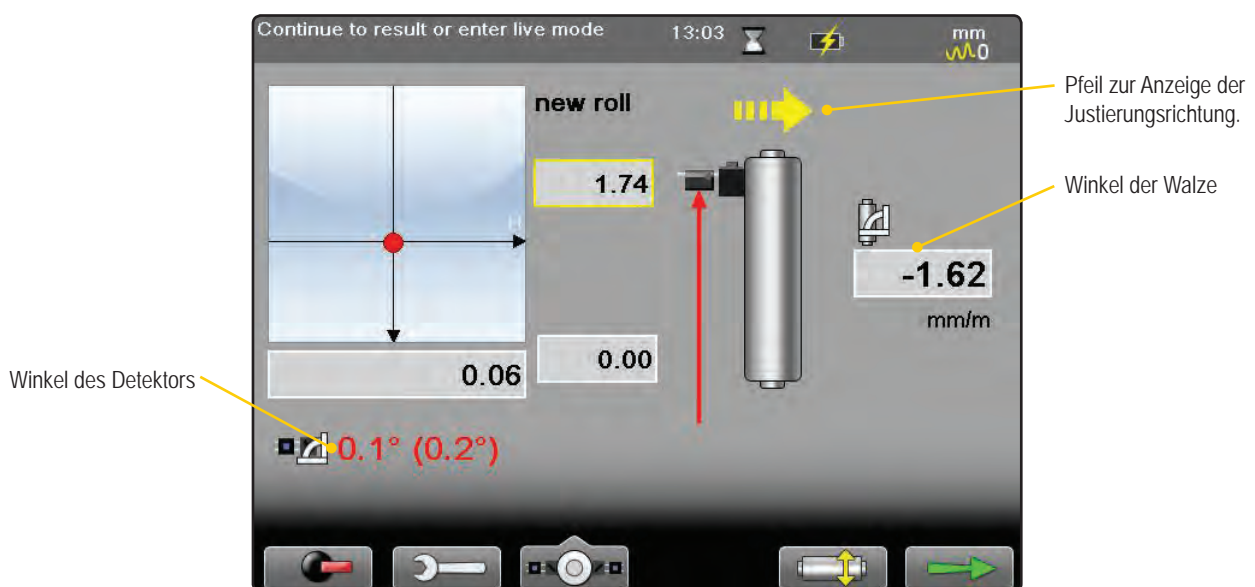 Continue to result or enter live mode 13:03 mm
0
new roll
Pfeil zur Anzeige der
Justierungsrichtung.
1.74
Winkel der Walze
H
-1.62
mm/m
0.06
0.00
Winkel des Detektors
0.1° (0.2°)